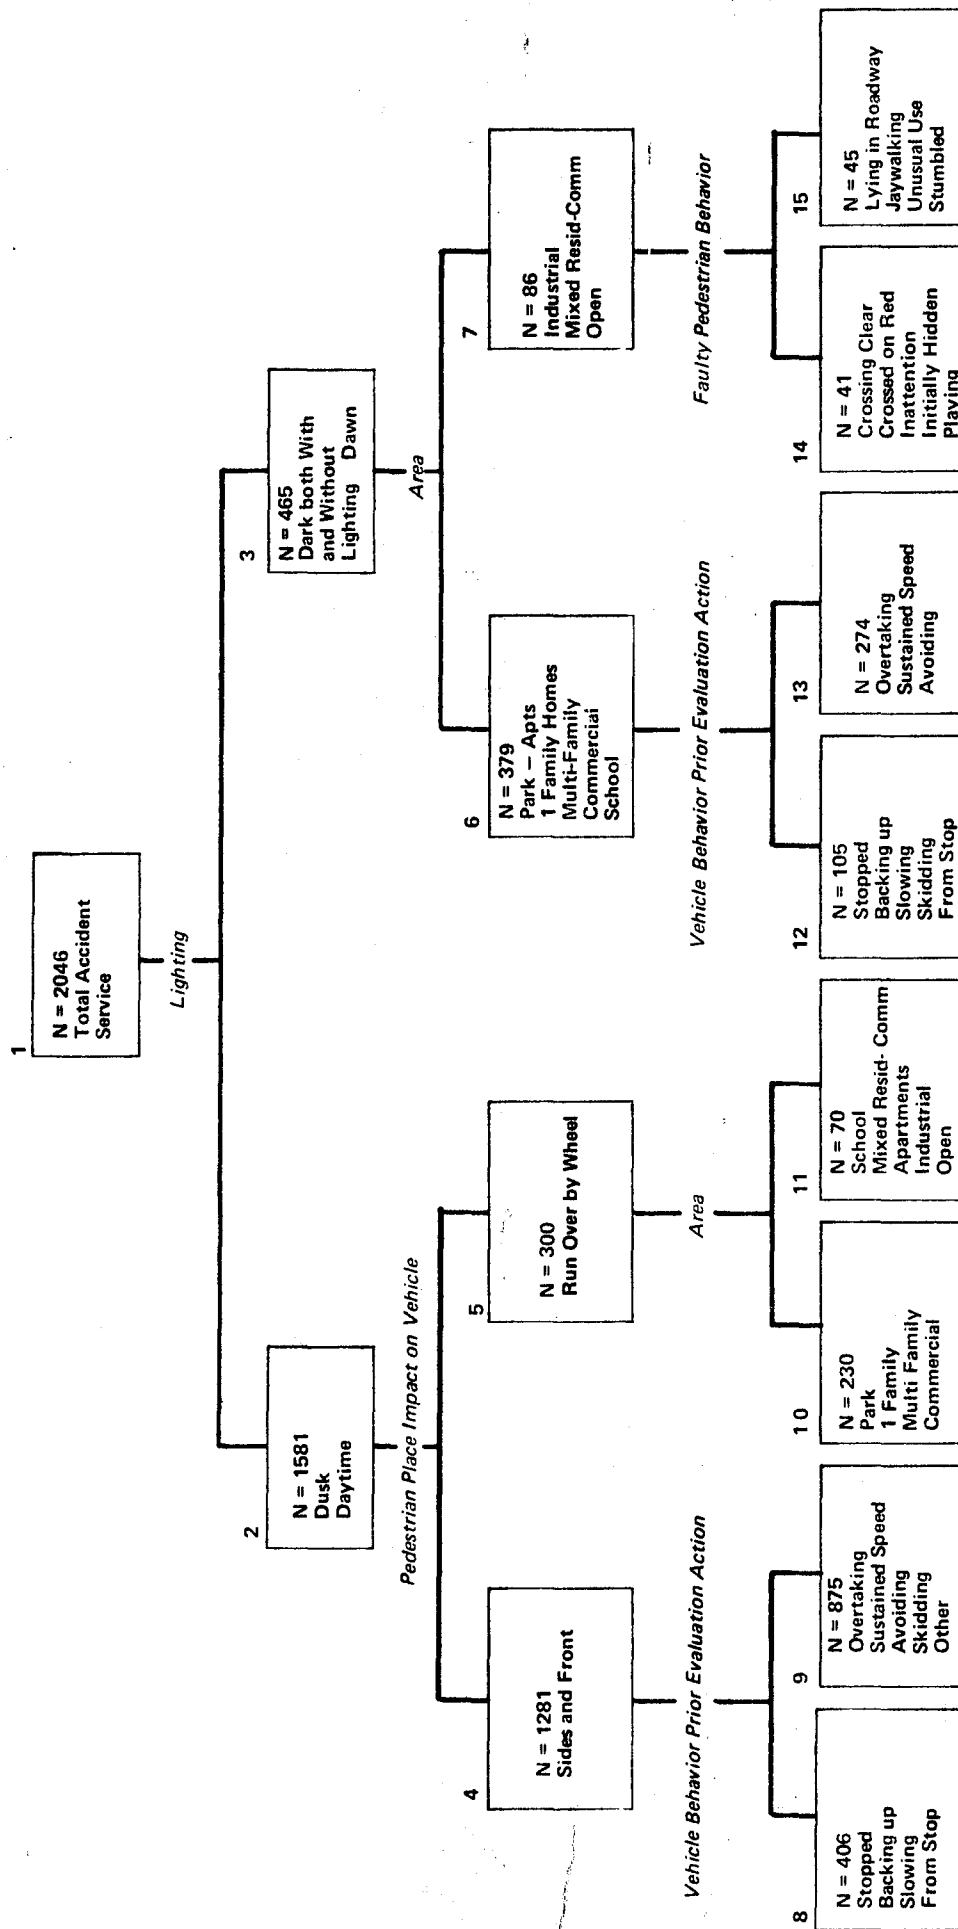 1
N = 2046
Total Accident
Service
Lighting
2
N = 1581
Dusk
Daytime
3
N = 465
Dark both With
and Without
Lighting Dawn
Pedestrian Place Impact on Vehicle
Area
4
N = 1281
Sides and Front
5
N = 300
Run Over by Wheel
6
N = 379
Park – Apts
1 Family Homes
Multi-Family
Commercial
School
7
N = 86
Industrial
Mixed Resid-Comm
Open
Vehicle Behavior Prior Evaluation Action
Area
Vehicle Behavior Prior Evaluation Action
Faulty Pedestrian Behavior
8
N = 406
Stopped
Backing up
Slowing
From Stop
9
N = 875
Overtaking
Sustained Speed
Avoiding
Skidding
Other
10
N = 230
Park
1 Family
Multi Family
Commercial
11
N = 70
School
Mixed Resid- Comm
Apartments
Industrial
Open
12
N = 105
Stopped
Backing up
Slowing
Skidding
From Stop
13
N = 274
Overtaking
Sustained Speed
Avoiding
14
N = 41
Crossing Clear
Crossed on Red
Inattention
Initially Hidden
Playing
15
N = 45
Lying in Roadway
Jaywalking
Unusual Use
Stumbled